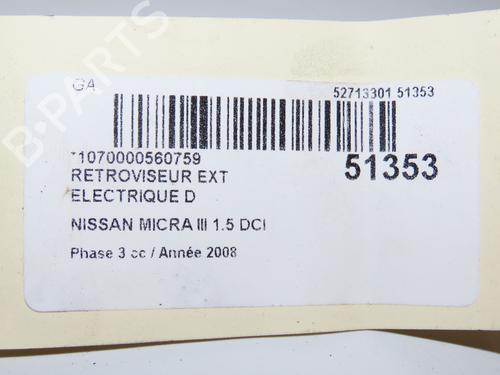 GA
52713301 51353
*1070000560759
51353
RETROVISEUR EXT
ELECTRIQUE D
NISSAN MICRA III 1.5 DCI
Phase 3 cc / Année 2008
B-PARTS